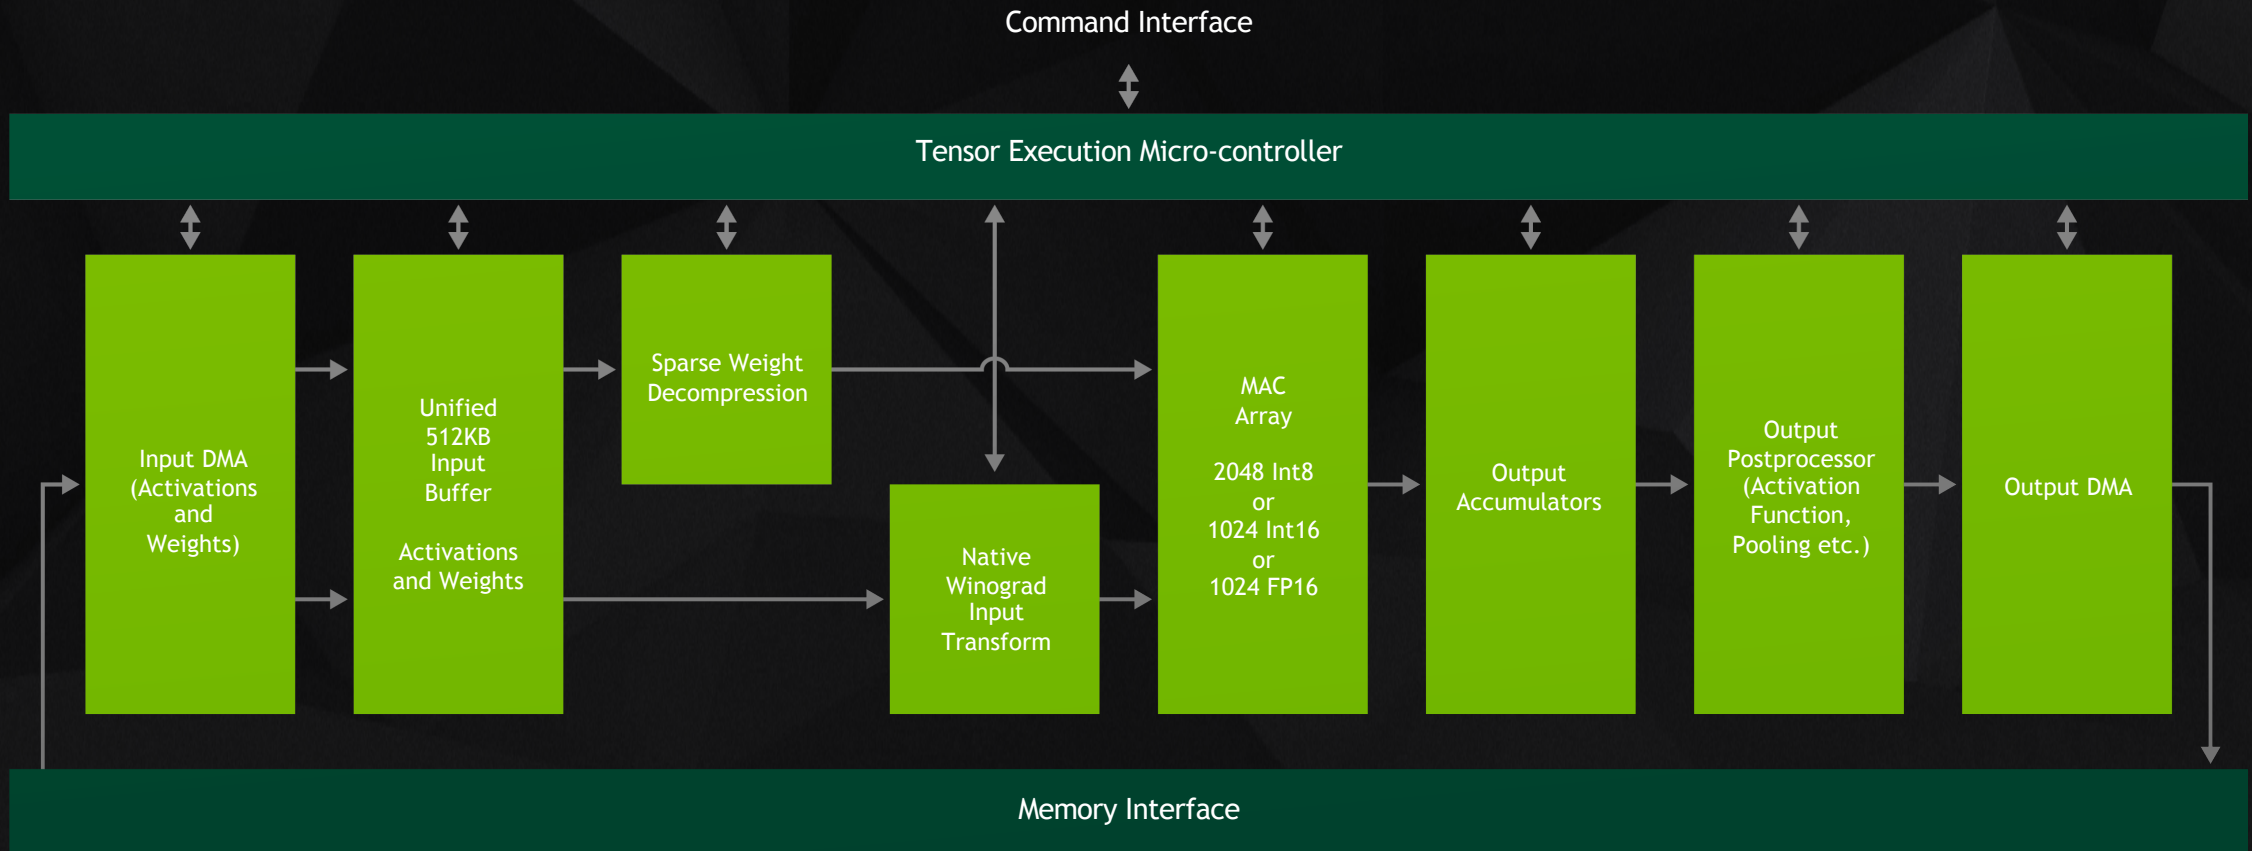 Command Interface
Tensor Execution Micro-controller
Input DMA
(Activations
and
Weights)
Unified
512KB
Input
Buffer
Activations
and Weights
Sparse Weight
Decompression
Native
Winograd
Input
Transform
MAC
Array
2048 Int8
or
1024 Int16
or
1024 FP16
Output
Accumulators
Output
Postprocessor
(Activation
Function,
Pooling etc.)
Output DMA
Memory Interface